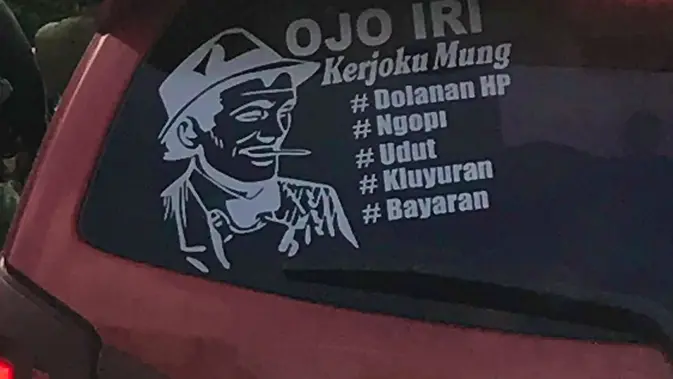 OJO IRI
Kerjoku Mung
# Dolanan HP
# Ngopi
# Udut
# Kluyuran
# Bayaran